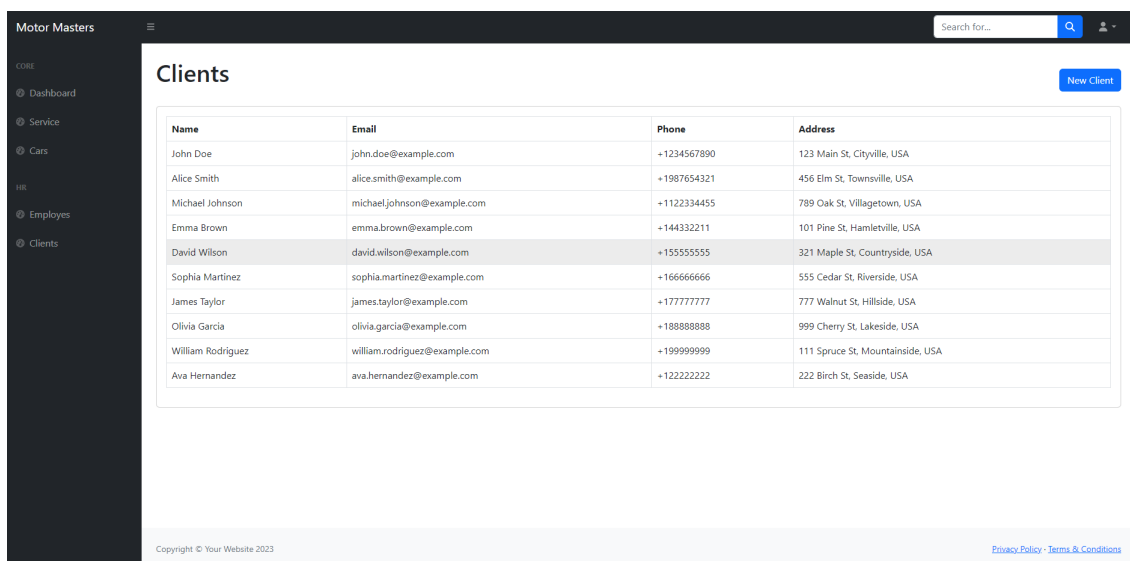 Motor Masters
Search for...
CORE
Dashboard
Service
Cars
HR
Employes
Clients
Clients
New Client
Name Email Phone Address
John Doe john.doe@example.com +1234567890 123 Main St, Cityville, USA
Alice Smith alice.smith@example.com +1987654321 456 Elm St, Townsville, USA
Michael Johnson michael.johnson@example.com +1122334455 789 Oak St, Villagetown, USA
Emma Brown emma.brown@example.com +144332211 101 Pine St, Hamletville, USA
David Wilson david.wilson@example.com +155555555 321 Maple St, Countryside, USA
Sophia Martinez sophia.martinez@example.com +166666666 555 Cedar St, Riverside, USA
James Taylor james.taylor@example.com +177777777 777 Walnut St, Hillside, USA
Olivia Garcia olivia.garcia@example.com +188888888 999 Cherry St, Lakeside, USA
William Rodriguez william.rodriguez@example.com +199999999 111 Spruce St, Mountainside, USA
Ava Hernandez ava.hernandez@example.com +122222222 222 Birch St, Seaside, USA
Copyright © Your Website 2023
Privacy Policy · Terms & Conditions